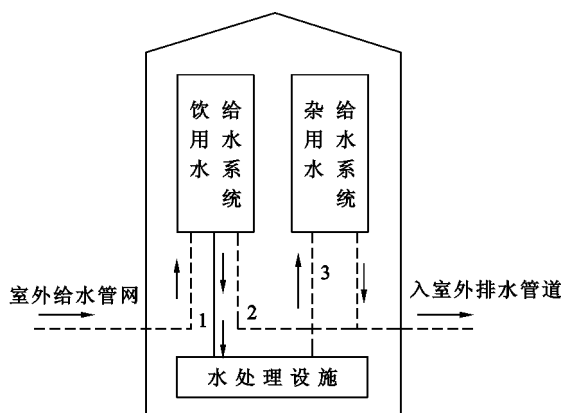 饮用水
给水系统
杂用水
给水系统
室外给水管网
1
2
3
入室外排水管道
水处理设施